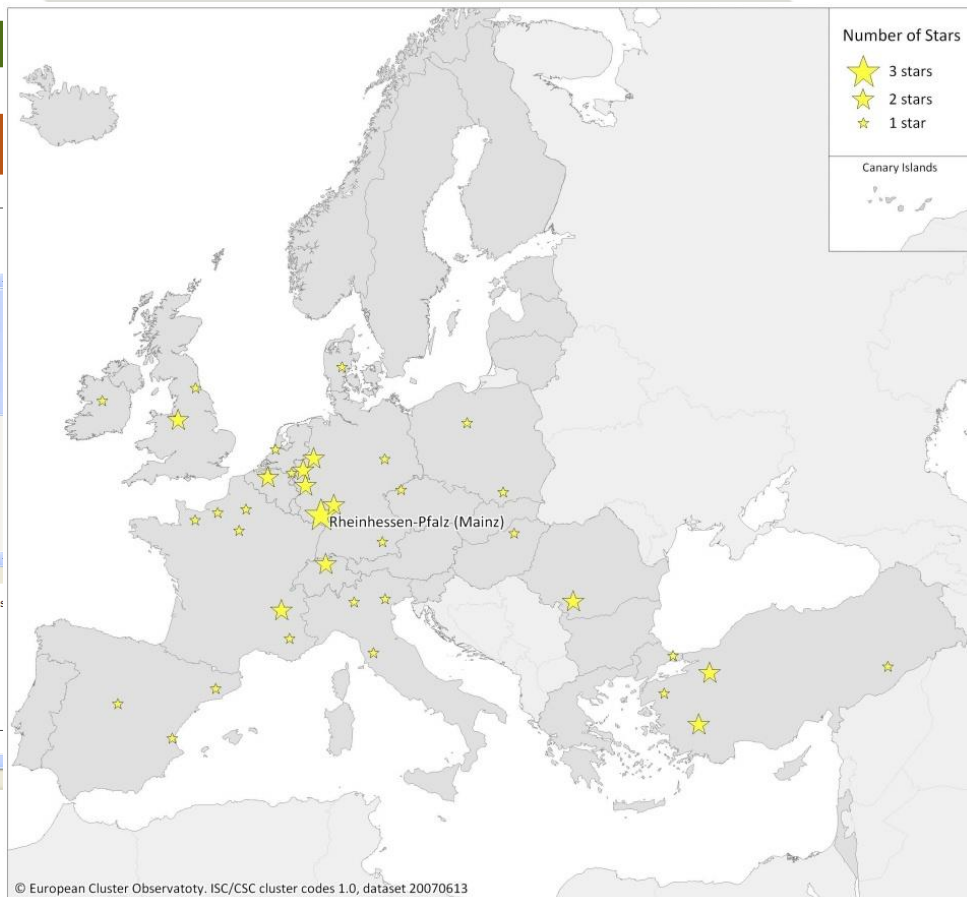 Number of Stars
3 stars
2 stars
1 star
Canary Islands
Rheinhessen-Pfalz (Mainz)
© European Cluster Observatoty. ISC/CSC cluster codes 1.0, dataset 20070613